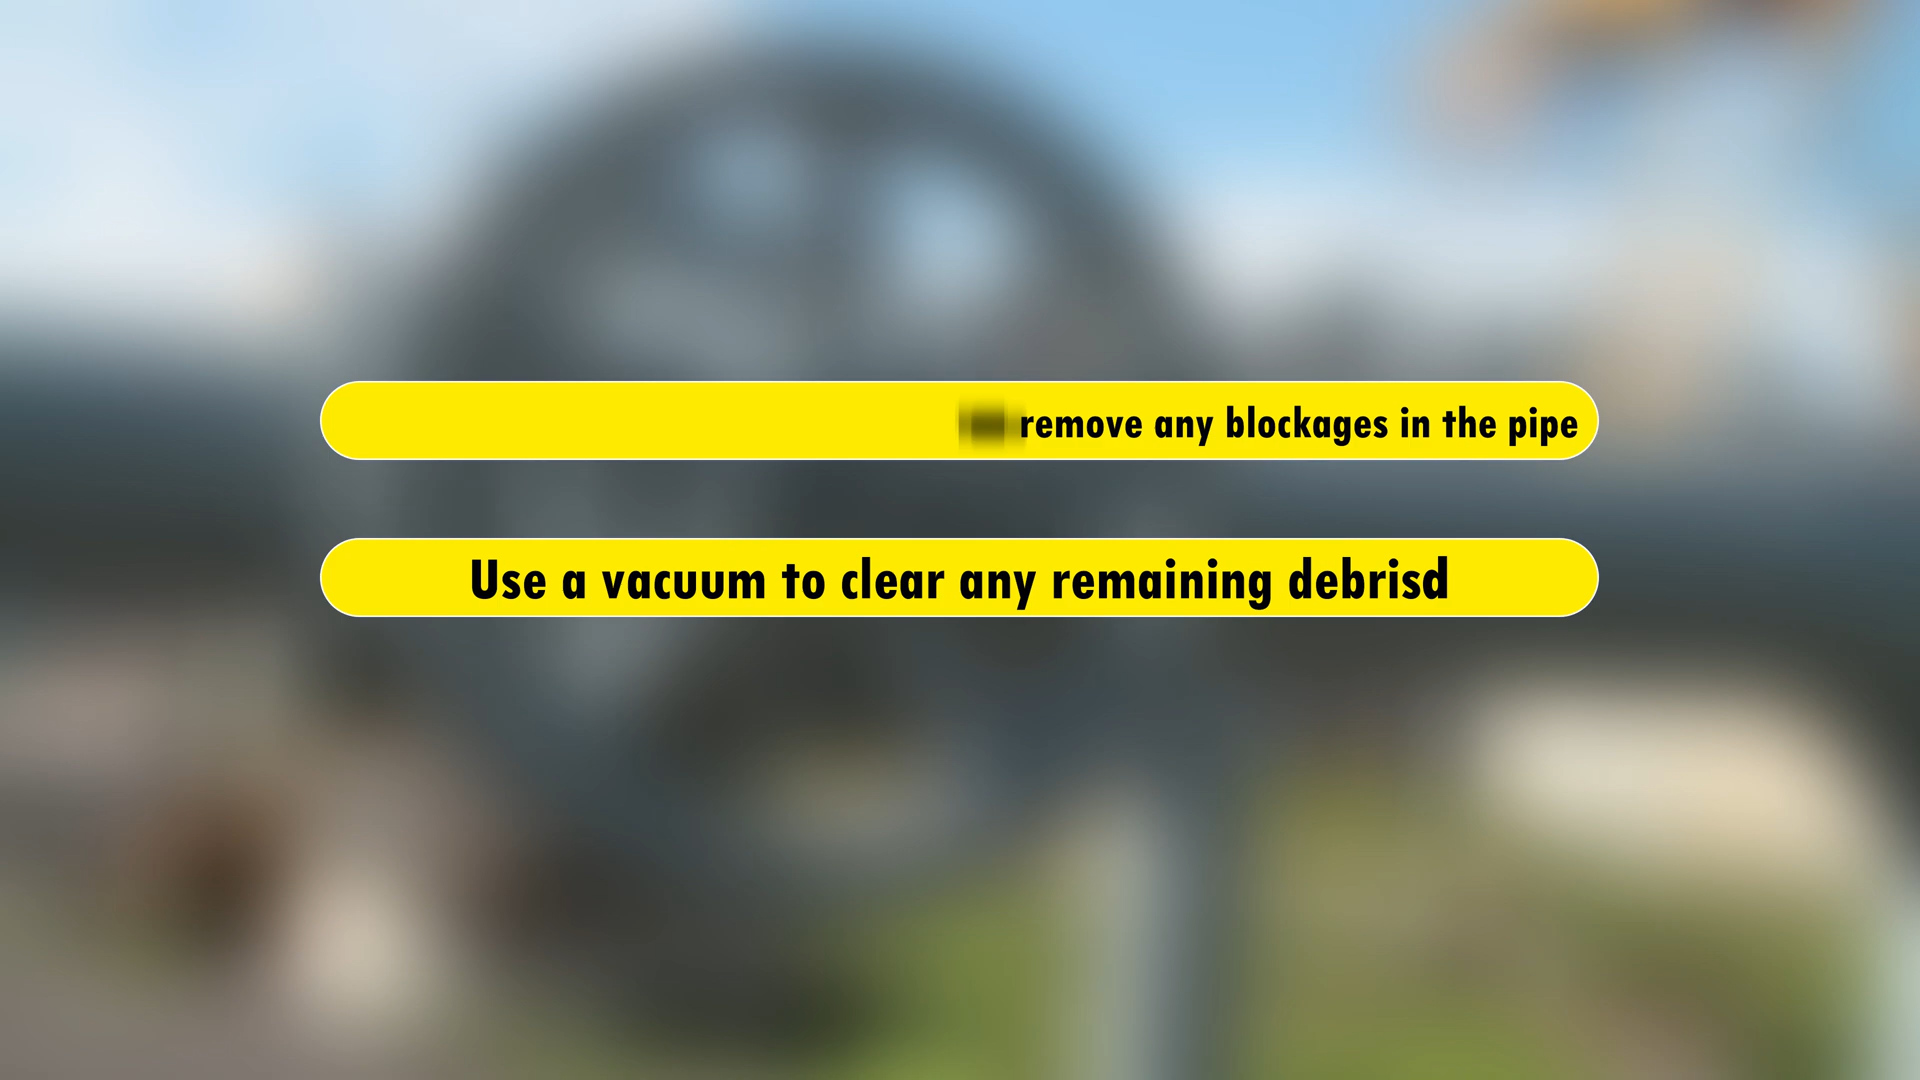 remove any blockages in the pipe
Use a vacuum to clear any remaining debrisd